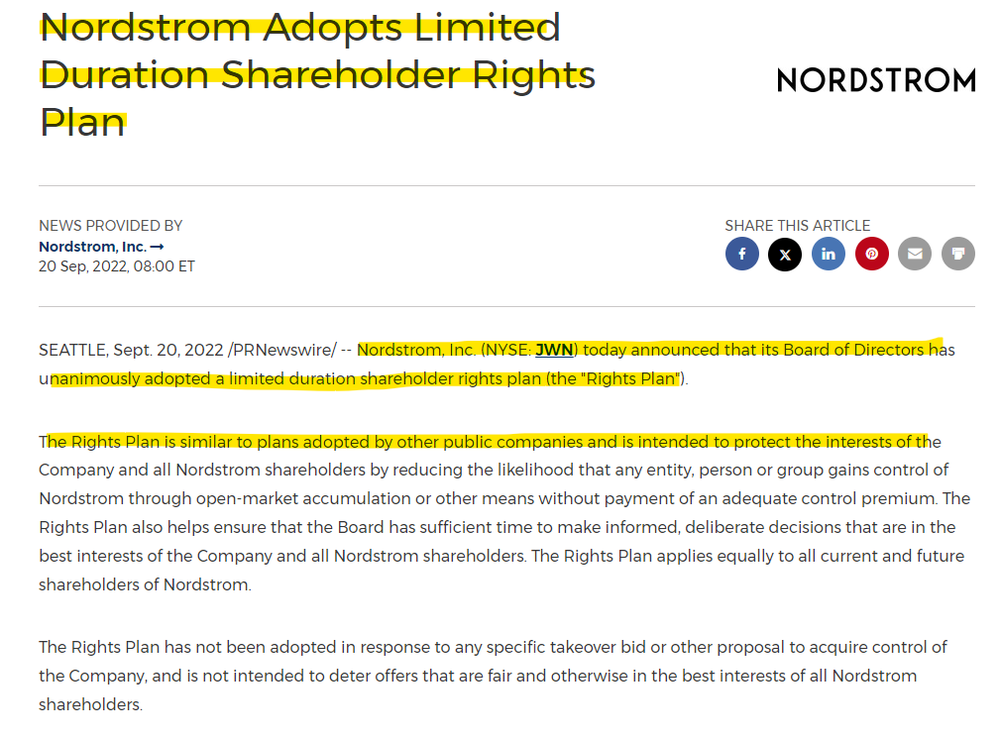 Nordstrom Adopts Limited
Duration Shareholder Rights
Plan
NORDSTROM
NEWS PROVIDED BY
Nordstrom, Inc. →
20 Sep, 2022, 08:00 ET
SHARE THIS ARTICLE
SEATTLE, Sept. 20, 2022 /PRNewswire/ -- Nordstrom, Inc. (NYSE: JWN) today announced that its Board of Directors has
unanimously adopted a limited duration shareholder rights plan (the "Rights Plan").
The Rights Plan is similar to plans adopted by other public companies and is intended to protect the interests of the
Company and all Nordstrom shareholders by reducing the likelihood that any entity, person or group gains control of
Nordstrom through open-market accumulation or other means without payment of an adequate control premium. The
Rights Plan also helps ensure that the Board has sufficient time to make informed, deliberate decisions that are in the
best interests of the Company and all Nordstrom shareholders. The Rights Plan applies equally to all current and future
shareholders of Nordstrom.
The Rights Plan has not been adopted in response to any specific takeover bid or other proposal to acquire control of
the Company, and is not intended to deter offers that are fair and otherwise in the best interests of all Nordstrom
shareholders.